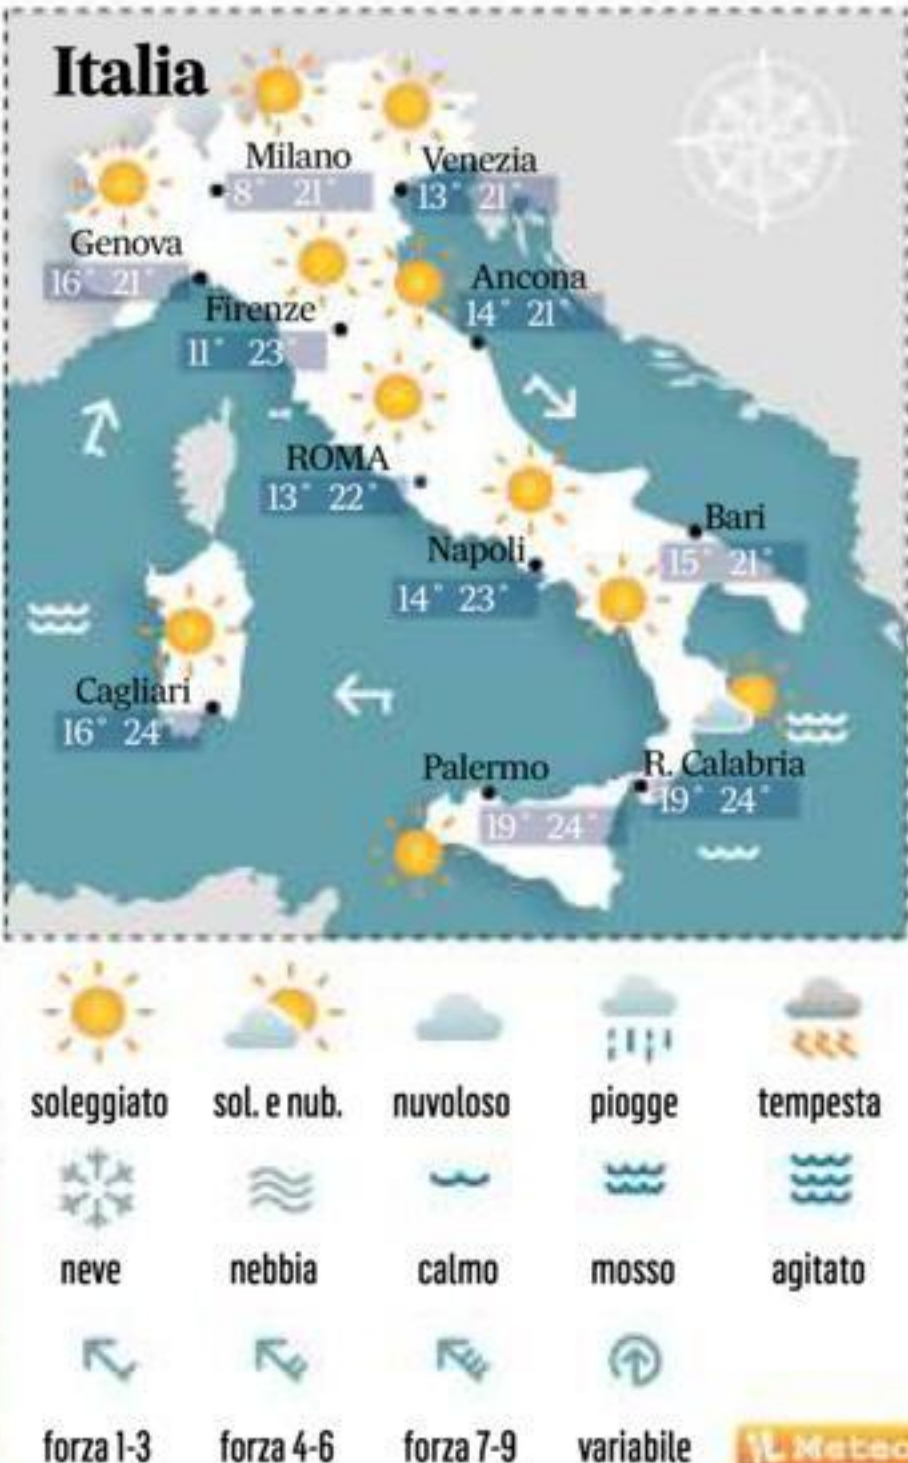 Italia
Milano
8° 21°
Venezia
13° 21°
Genova
16° 21°
Firenze
11° 23°
Ancona
14° 21°
ROMA
13° 22°
Napoli
14° 23°
Bari
15° 21°
Cagliari
16° 24°
Palermo
19° 24°
R. Calabria
19° 24°
soleggiato sol. e nub. nuvoloso piogge tempesta
neve nebbia calmo mosso agitato
forza 1-3 forza 4-6 forza 7-9 variabile
Meteo